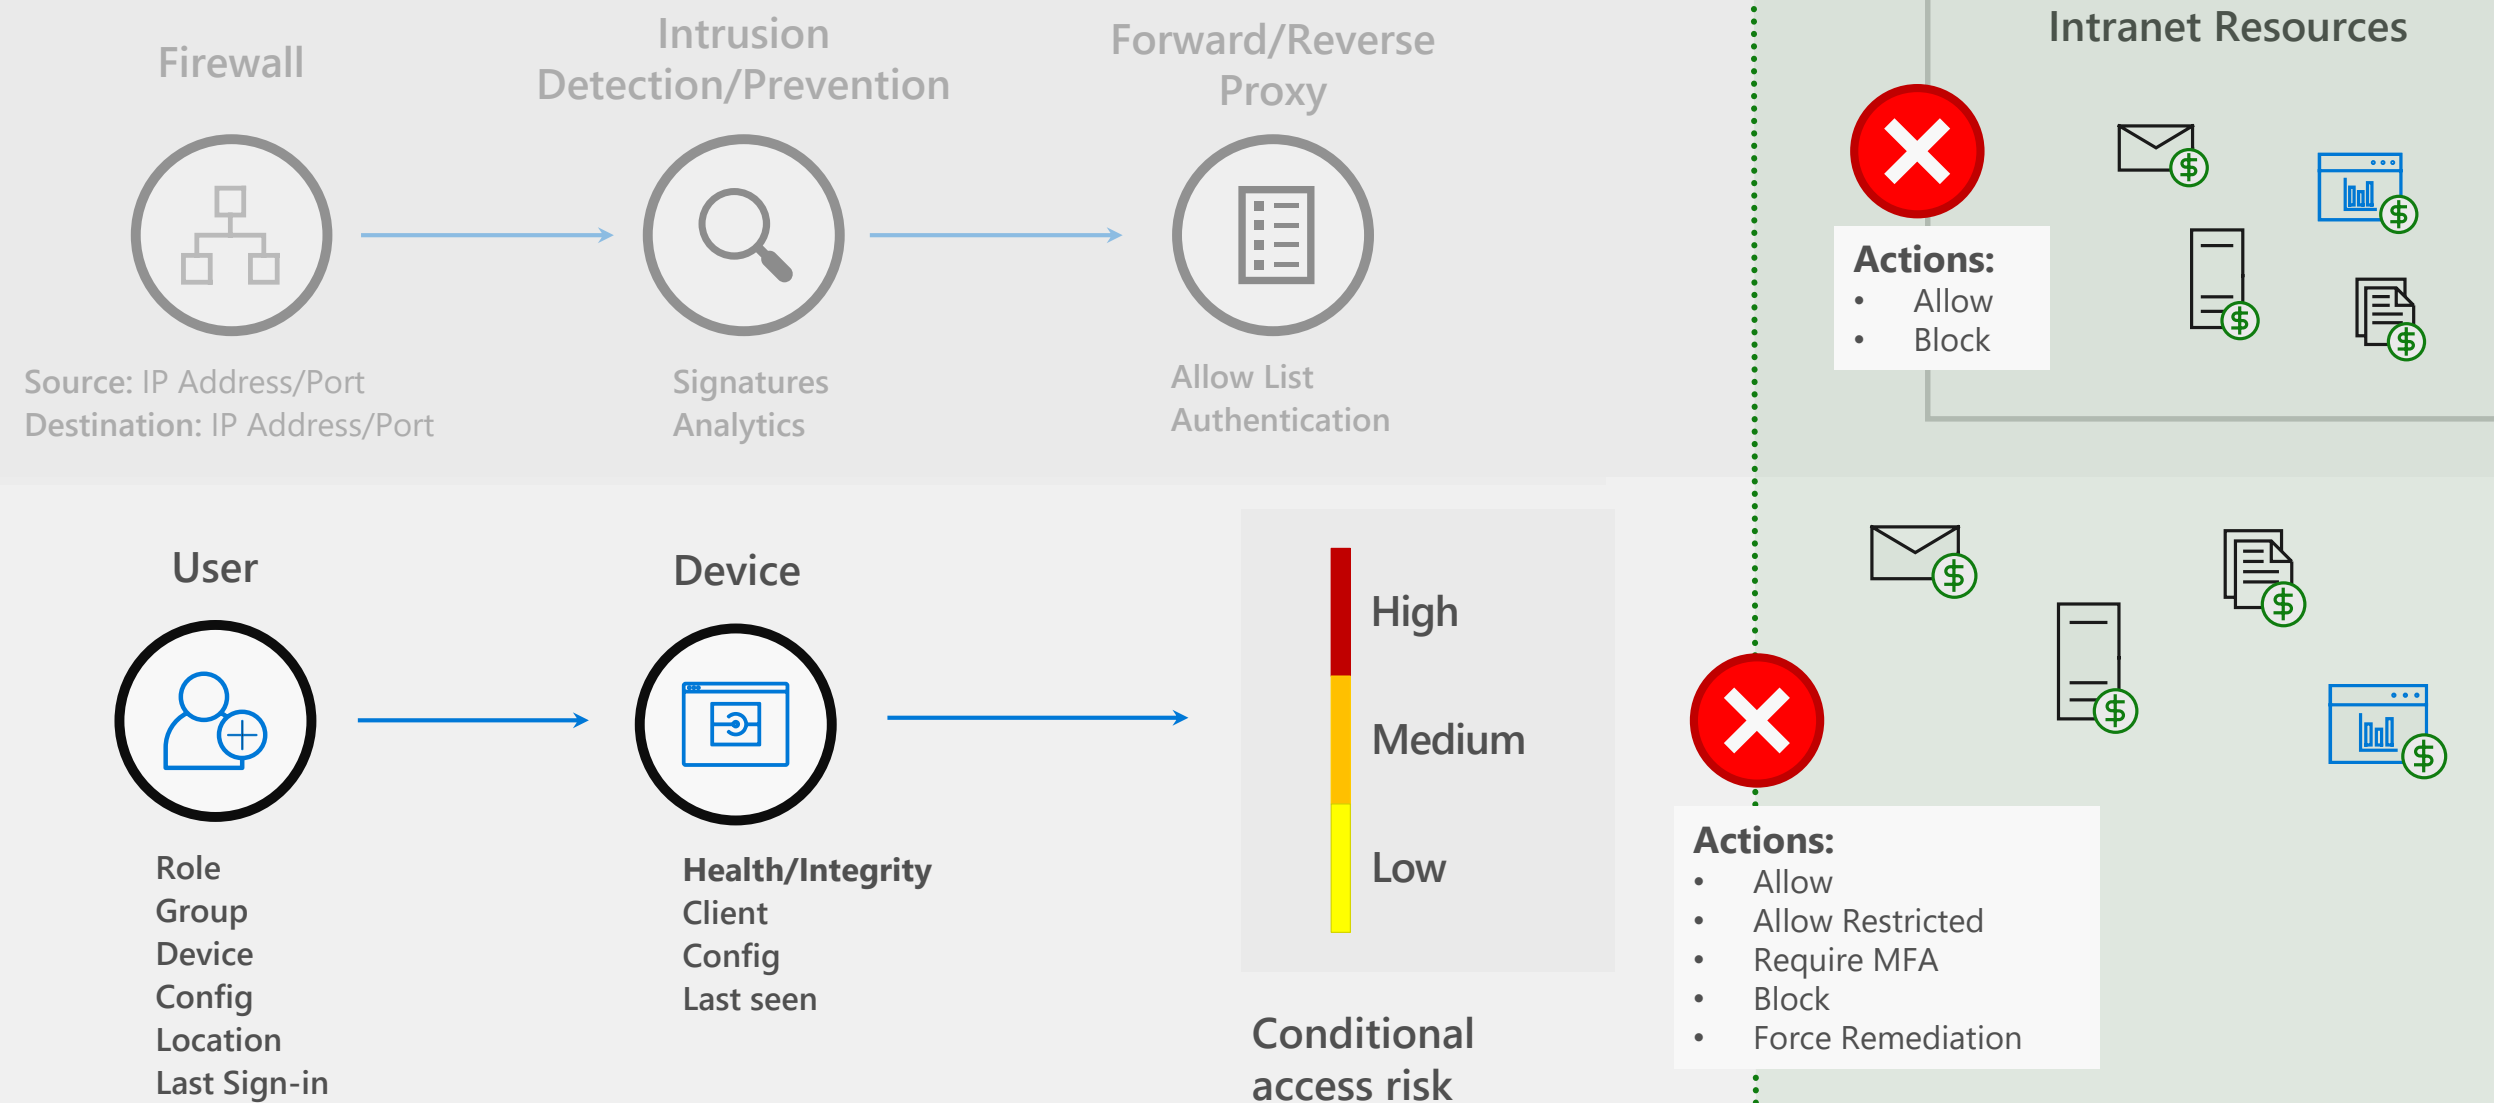 Firewall
Intrusion
Detection/Prevention
Forward/Reverse
Proxy
Intranet Resources
Source: IP Address/Port
Destination: IP Address/Port
Signatures
Analytics
Allow List
Authentication
Actions:
• Allow
• Block
User
Role
Group
Device
Config
Location
Last Sign-in
Device
Health/Integrity
Client
Config
Last seen
High
Medium
Low
Conditional
access risk
Actions:
• Allow
• Allow Restricted
• Require MFA
• Block
• Force Remediation